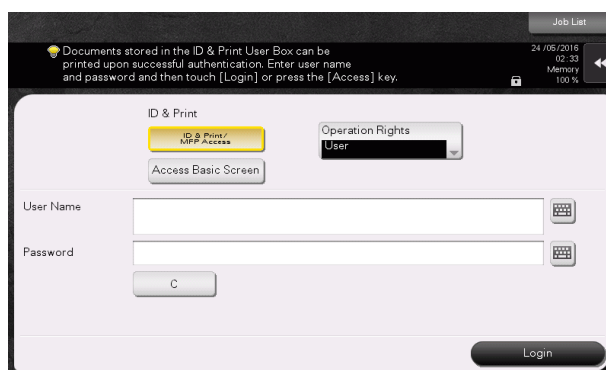 Job List
Documents stored in the ID & Print User Box can be
printed upon successful authentication. Enter user name
and password and then touch [Login] or press the [Access] key.
24 /05/2016
02 : 33
Memory
100 %
ID & Print
ID & Print/
MFP Access
Operation Rights
User
Access Basic Screen
User Name
Password
C
Login